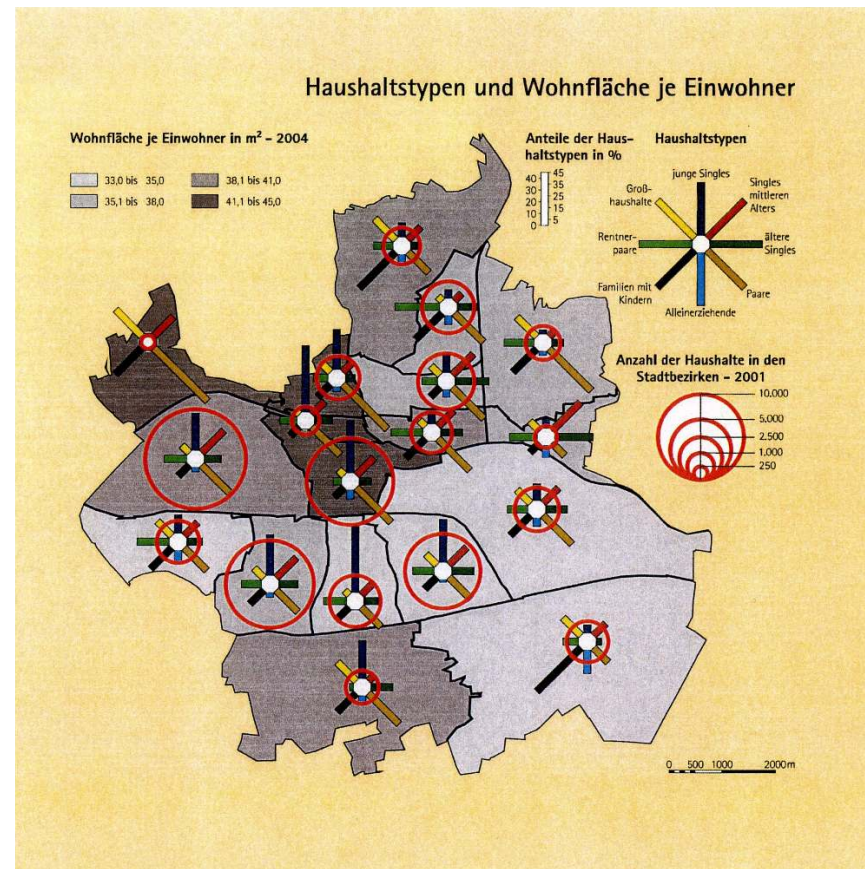 Haushaltstypen und Wohnfläche je Einwohner
Wohnfläche je Einwohner in m² - 2004
33,0 bis 35,0
38,1 bis 41,0
35,1 bis 38,0
41,1 bis 45,0
Anteile der Haus-
haltstypen in %
45
40
35
30
25
20
15
10
5
0
Haushaltstypen
junge Singles
Groß-
haushalte
Singles
mittleren
Alters
Rentner-
paare
ältere
Singles
Familien mit
Kindern
Paare
Alleinerziehende
Anzahl der Haushalte in den
Stadtbezirken - 2001
10.000
5.000
2.500
1.000
250
0 500 1000 2000m